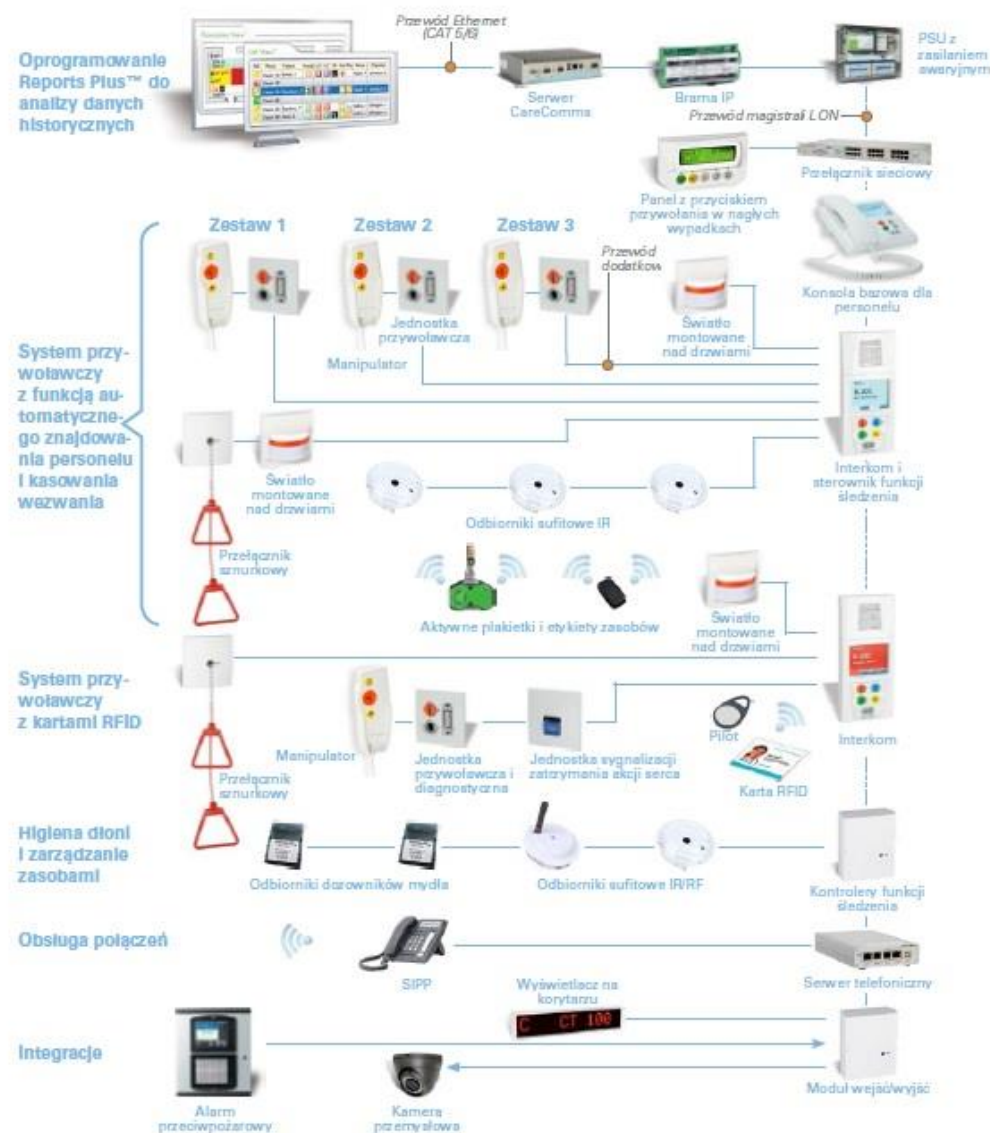 Oprogramowanie
Reports Plus™ do
analizy danych
historycznych
Przewód Ethernet
(CAT 5/6)
Serwer
CareComma
Brama IP
PSU z
zasilaniem
awaryjnym
Przewód magistrali LON
Przełącznik sieciowy
Panel z przyciskiem
przywołania w nagłych
wypadkach
Konsola bazowa dla
personelu
Zestaw 1
Zestaw 2
Zestaw 3
Przewód
dodatkow
System przy-
woławczy
z funkcją au-
tomatyczne-
go znajdowa-
nia personelu
i kasowania
wezwania
Jednostka
przywoławcza
Manipulator
Światło
montowane
nad drzwiami
Światło
montowane
nad drzwiami
Odbiorniki sufitowe IR
Interkom i
sterownik funkcji
śledzenia
Przełącznik
sznurkowy
Aktywne plakietki i etykiety zasobów
Światło
montowane
nad drzwiami
System przy-
woławczy
z kartami RFID
Manipulator
Jednostka
przywoławcza i
diagnostyczna
Jednostka sygnalizacji
zatrzymania akcji serca
Pilot
Karta RFID
Interkom
Przełącznik
sznurkowy
Higiena dłoni
i zarządzanie
zasobami
Odbiorniki dozowników mydła
Odbiorniki sufitowe IR/RF
Kontrolery funkcji
śledzenia
Obsługa połączeń
SIPP
Serwer telefoniczny
Integracje
Wyświetlacz na
korytarzu
C CT 100
Alarm
przeciwpożarowy
Kamera
przemysłowa
Moduł wejść/wyjść